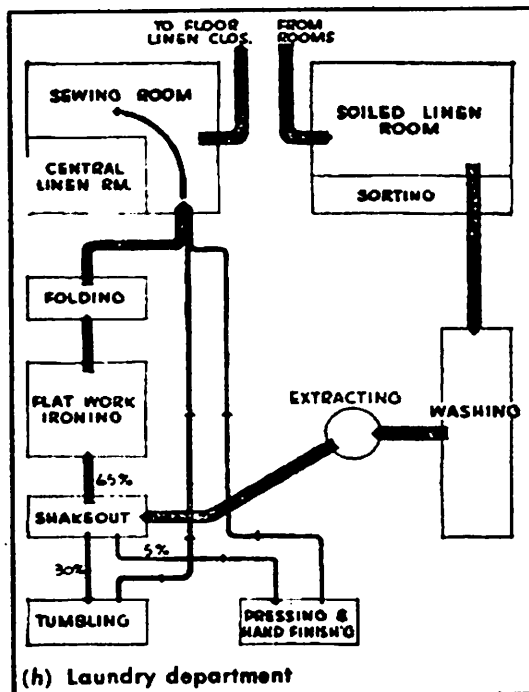 TO FLOOR
LINEN CLOS.
FROM
ROOMS
SEWING ROOM
SOILED LINEN
ROOM
CENTRAL
LINEN RM.
SORTING
FOLDING
FLAT WORK
IRONING
EXTRACTING
WASHING
65%
SHAKEOUT
5%
30%
TUMBLING
PRESSING &
HAND FINISH'G
(h) Laundry department